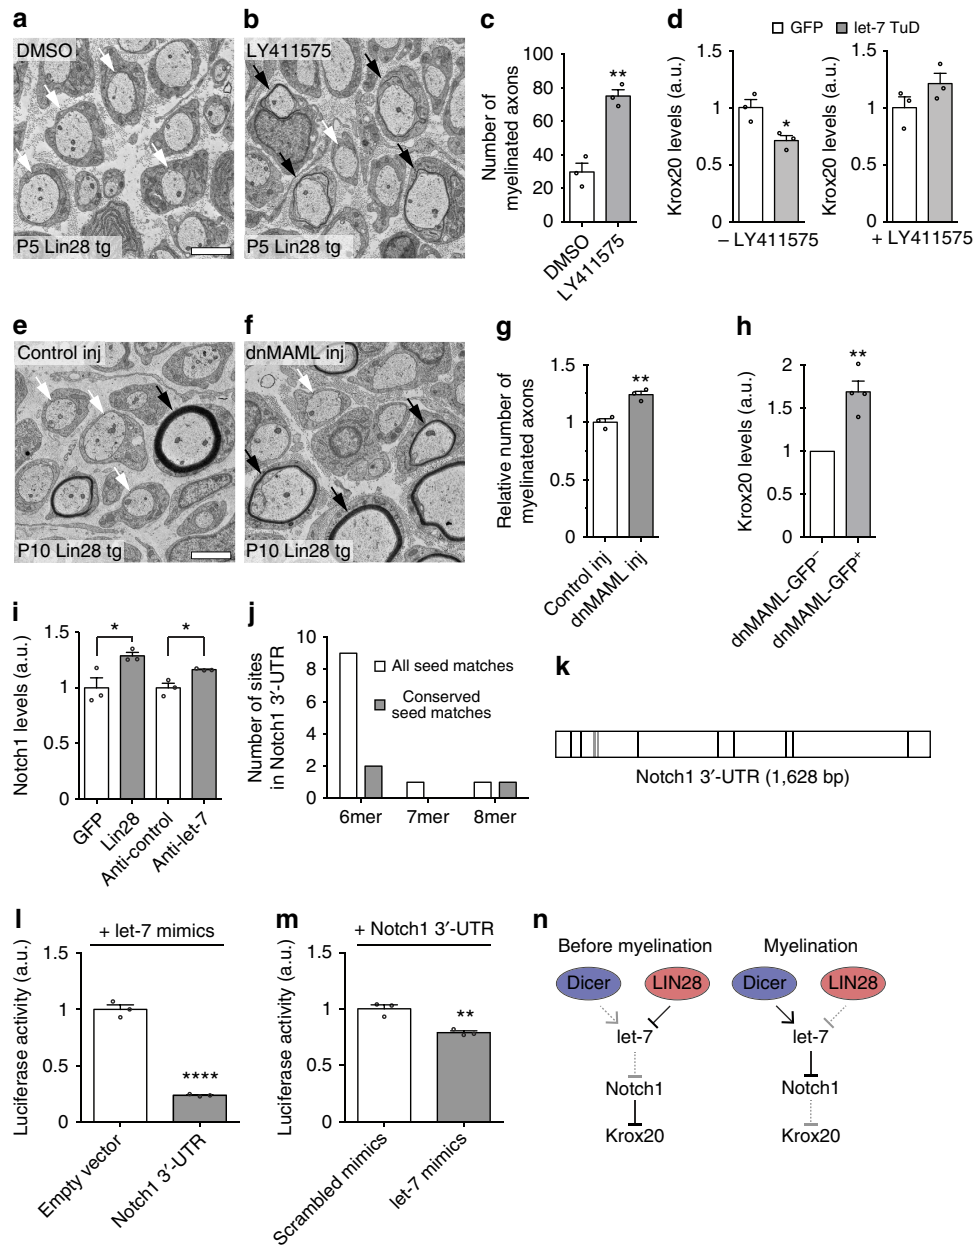 a
DMSO
P5 Lin28 tg
b
LY411575
P5 Lin28 tg
c
Number of
myelinated axons
100
80
60
40
20
0
**
DMSO
LY411575
d
GFP
let-7 TuD
Krox20 levels (a.u.)
1.5
1
0.5
0
*
– LY411575
Krox20 levels (a.u.)
1.5
1
0.5
0
+ LY411575
e
Control inj
P10 Lin28 tg
f
dnMAML inj
P10 Lin28 tg
g
Relative number of
myelinated axons
1.5
1
0.5
0
**
Control inj
dnMAML inj
h
Krox20 levels (a.u.)
2
1.5
1
0.5
0
**
dnMAML-GFP⁻
dnMAML-GFP⁺
i
Notch1 levels (a.u.)
1.5
1
0.5
0
*
*
GFP
Lin28
Anti-control
Anti-let-7
j
Number of sites
in Notch1 3′-UTR
10
8
6
4
2
0
All seed matches
Conserved
seed matches
6mer
7mer
8mer
k
Notch1 3′-UTR (1,628 bp)
l
+ let-7 mimics
Luciferase activity (a.u.)
1.5
1
0.5
0
****
Empty vector
Notch1 3′-UTR
m
+ Notch1 3′-UTR
Luciferase activity (a.u.)
1.5
1
0.5
0
**
Scrambled mimics
let-7 mimics
n
Before myelination
Dicer
LIN28
let-7
Notch1
Krox20
Myelination
Dicer
LIN28
let-7
Notch1
Krox20